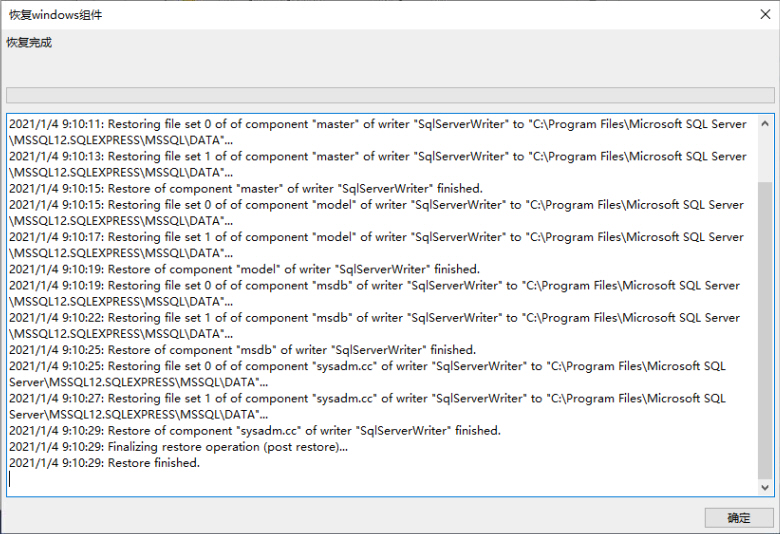 恢复windows组件
恢复完成
2021/1/4 9:10:11: Restoring file set 0 of of component "master" of writer "SqlServerWriter" to "C:\Program Files\Microsoft SQL Server
\MSSQL12.SQLEXPRESS\MSSQL\DATA"...
2021/1/4 9:10:13: Restoring file set 1 of of component "master" of writer "SqlServerWriter" to "C:\Program Files\Microsoft SQL Server
\MSSQL12.SQLEXPRESS\MSSQL\DATA"...
2021/1/4 9:10:15: Restore of component "master" of writer "SqlServerWriter" finished.
2021/1/4 9:10:15: Restoring file set 0 of of component "model" of writer "SqlServerWriter" to "C:\Program Files\Microsoft SQL Server
\MSSQL12.SQLEXPRESS\MSSQL\DATA"...
2021/1/4 9:10:17: Restoring file set 1 of of component "model" of writer "SqlServerWriter" to "C:\Program Files\Microsoft SQL Server
\MSSQL12.SQLEXPRESS\MSSQL\DATA"...
2021/1/4 9:10:19: Restore of component "model" of writer "SqlServerWriter" finished.
2021/1/4 9:10:19: Restoring file set 0 of of component "msdb" of writer "SqlServerWriter" to "C:\Program Files\Microsoft SQL Server
\MSSQL12.SQLEXPRESS\MSSQL\DATA"...
2021/1/4 9:10:22: Restoring file set 1 of of component "msdb" of writer "SqlServerWriter" to "C:\Program Files\Microsoft SQL Server
\MSSQL12.SQLEXPRESS\MSSQL\DATA"...
2021/1/4 9:10:25: Restore of component "msdb" of writer "SqlServerWriter" finished.
2021/1/4 9:10:25: Restoring file set 0 of of component "sysadm.cc" of writer "SqlServerWriter" to "C:\Program Files\Microsoft SQL
Server\MSSQL12.SQLEXPRESS\MSSQL\DATA"...
2021/1/4 9:10:27: Restoring file set 1 of of component "sysadm.cc" of writer "SqlServerWriter" to "C:\Program Files\Microsoft SQL
Server\MSSQL12.SQLEXPRESS\MSSQL\DATA"...
2021/1/4 9:10:29: Restore of component "sysadm.cc" of writer "SqlServerWriter" finished.
2021/1/4 9:10:29: Finalizing restore operation (post restore)...
2021/1/4 9:10:29: Restore finished.
确定